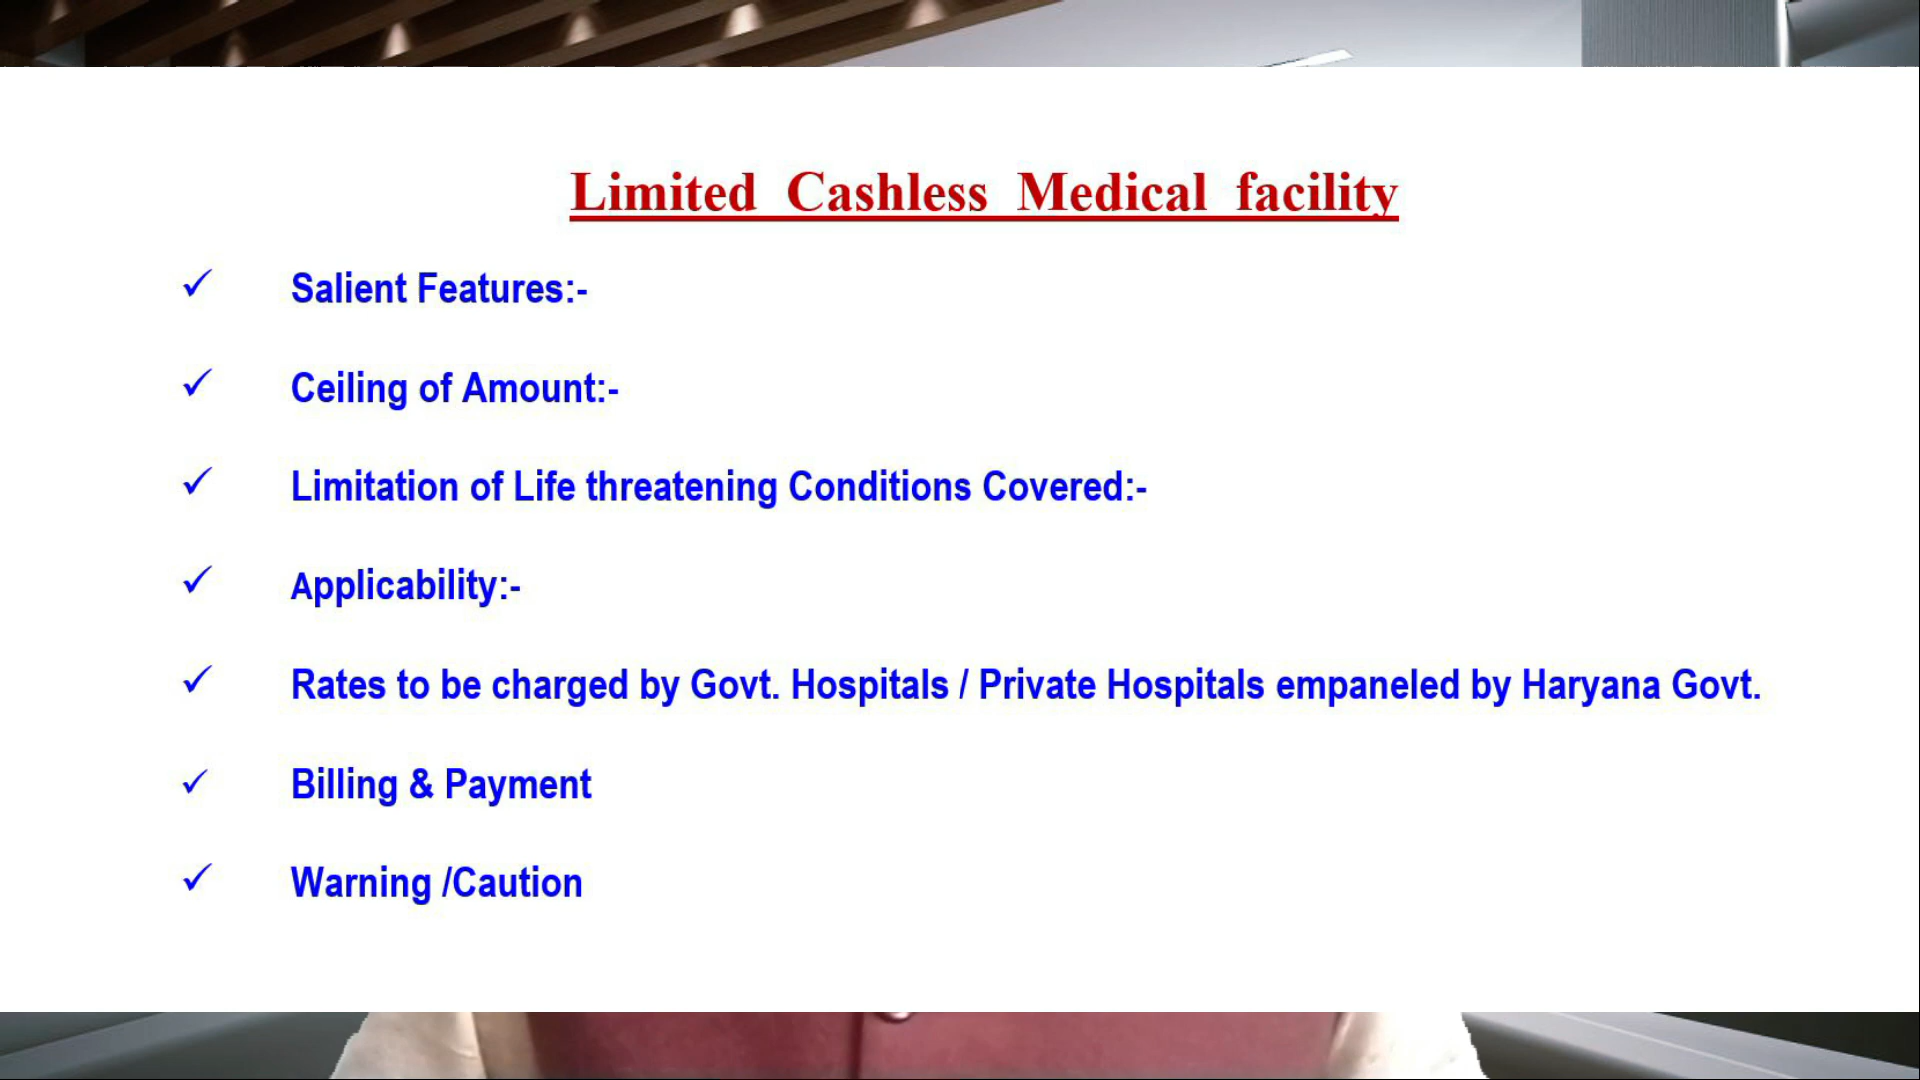 Limited Cashless Medical facility
✓ Salient Features:-
✓ Ceiling of Amount:-
✓ Limitation of Life threatening Conditions Covered:-
✓ Applicability:-
✓ Rates to be charged by Govt. Hospitals / Private Hospitals empaneled by Haryana Govt.
✓ Billing & Payment
✓ Warning /Caution